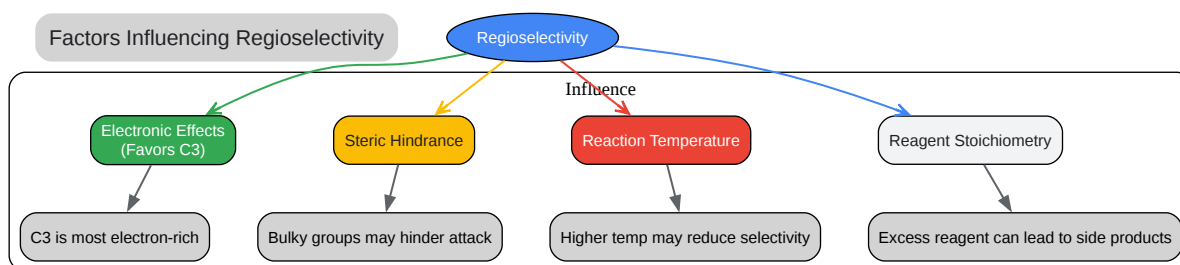 Factors Influencing Regioselectivity
Regioselectivity
Influence
Electronic Effects
(Favors C3)
Steric Hindrance
Reaction Temperature
Reagent Stoichiometry
C3 is most electron-rich
Bulky groups may hinder attack
Higher temp may reduce selectivity
Excess reagent can lead to side products